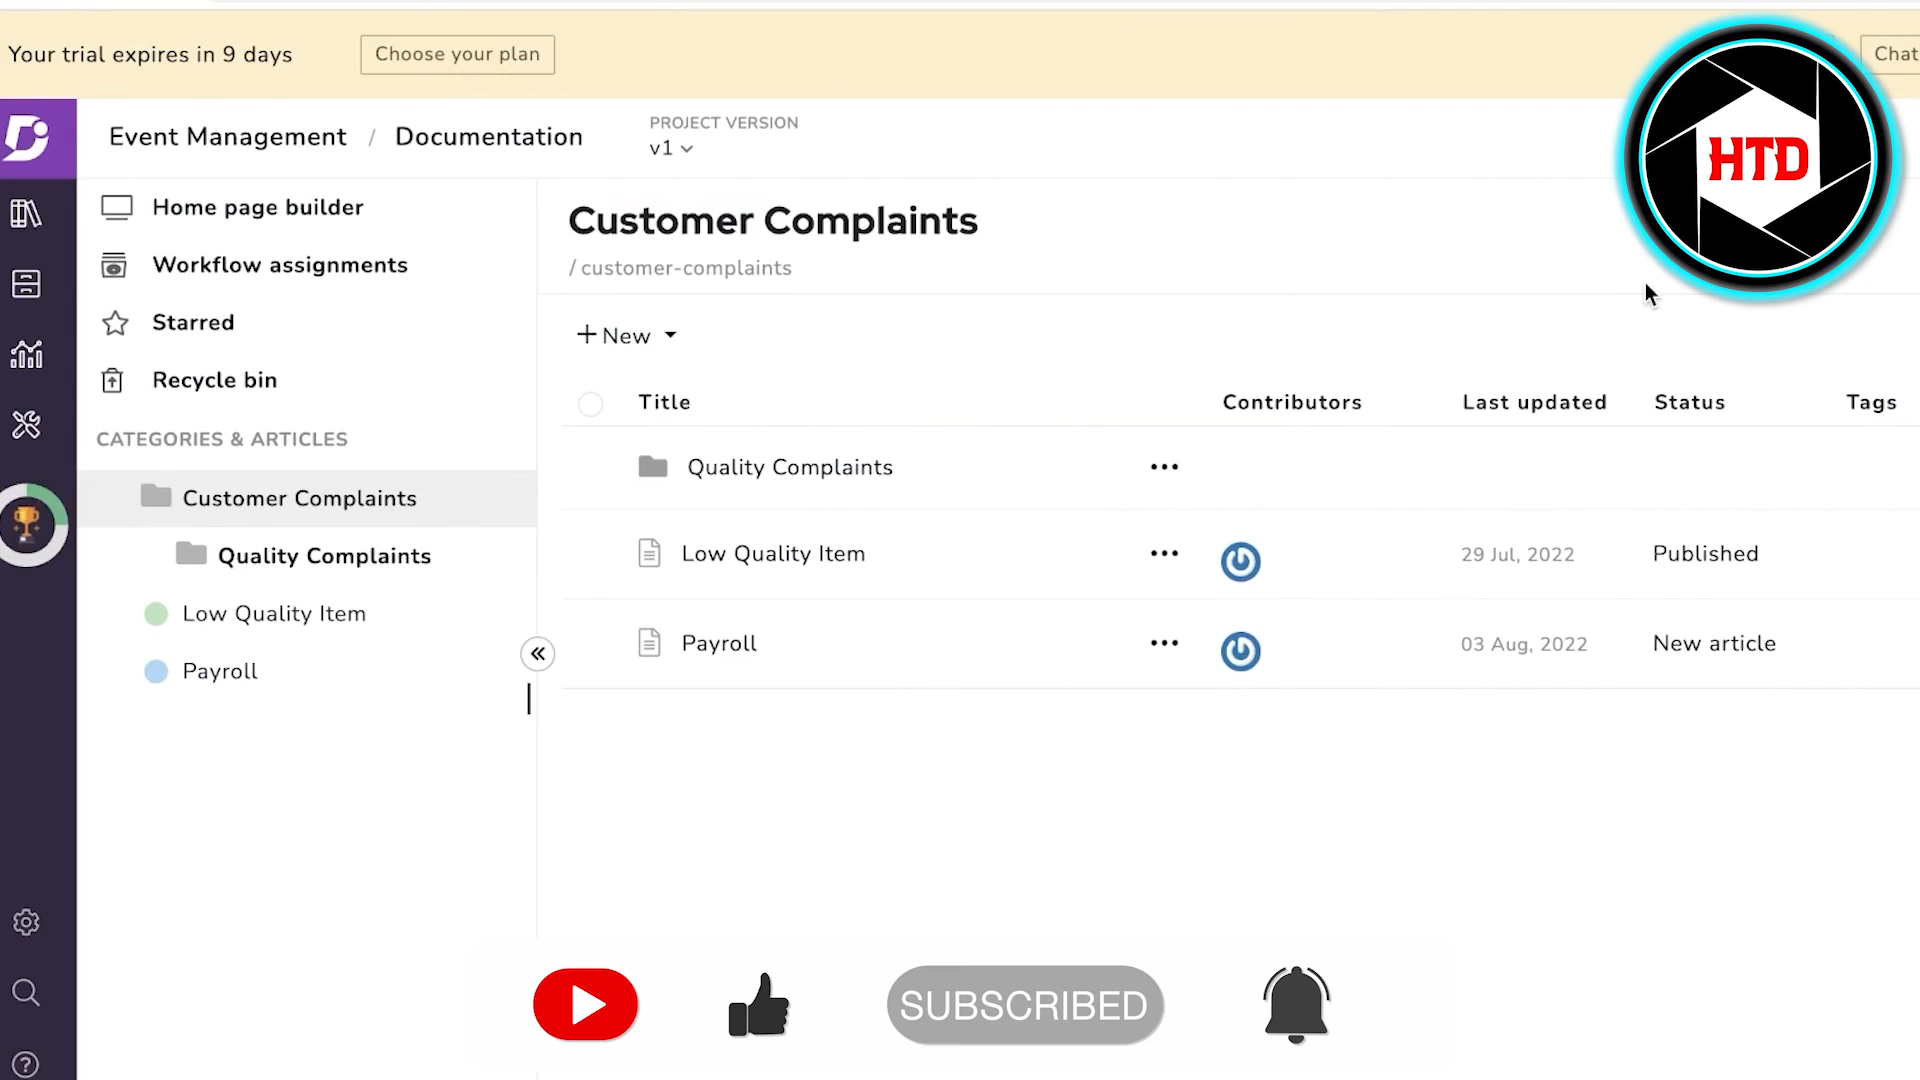 Your trial expires in 9 days
Choose your plan
Chat
HTD
Event Management / Documentation
PROJECT VERSION
v1
Home page builder
Workflow assignments
Starred
Recycle bin
CATEGORIES & ARTICLES
Customer Complaints
Quality Complaints
Low Quality Item
Payroll
Customer Complaints
/ customer-complaints
+ New
Title Contributors Last updated Status Tags
Quality Complaints
Low Quality Item 29 Jul, 2022 Published
Payroll 03 Aug, 2022 New article
SUBSCRIBED